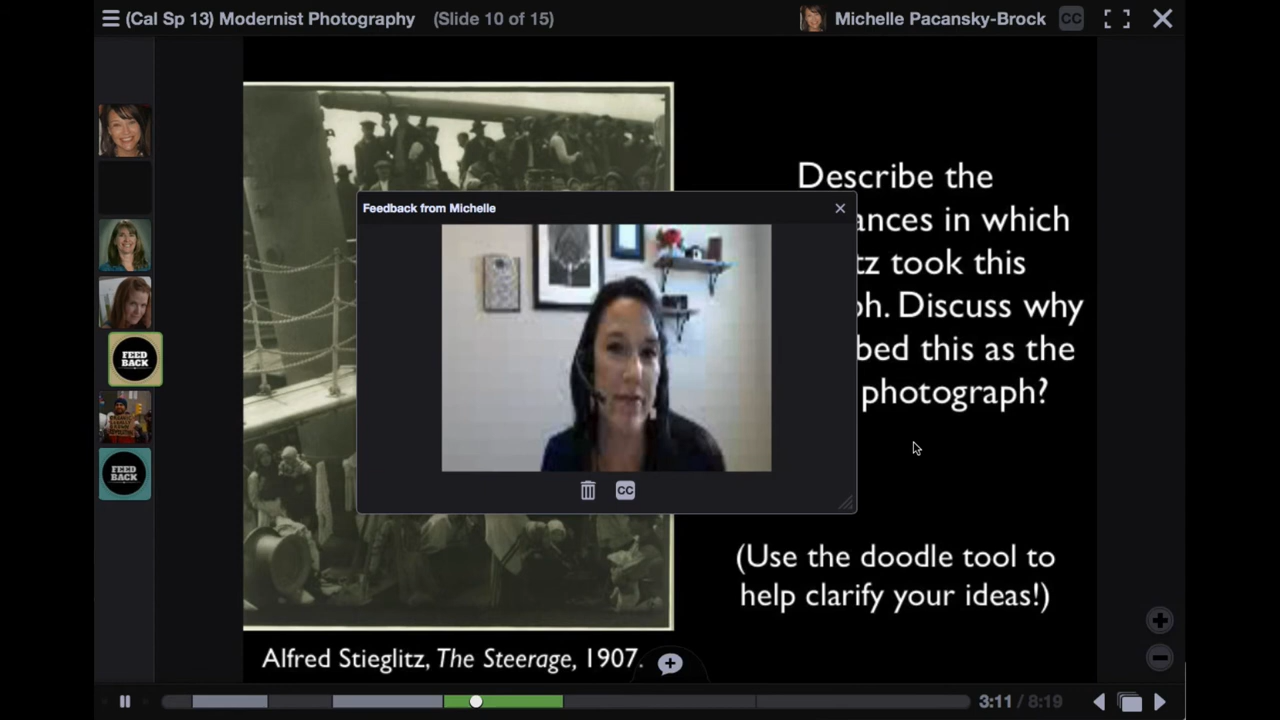 (Cal Sp 13) Modernist Photography (Slide 10 of 15) Michelle Pacansky-Brock CC
Describe the
ances in which
tz took this
ph. Discuss why
bed this as the
photograph?
Feedback from Michelle
CC
FEED
BACK
FEED
BACK
(Use the doodle tool to
help clarify your ideas!)
Alfred Stieglitz, The Steerage, 1907.
3:11 / 8:19